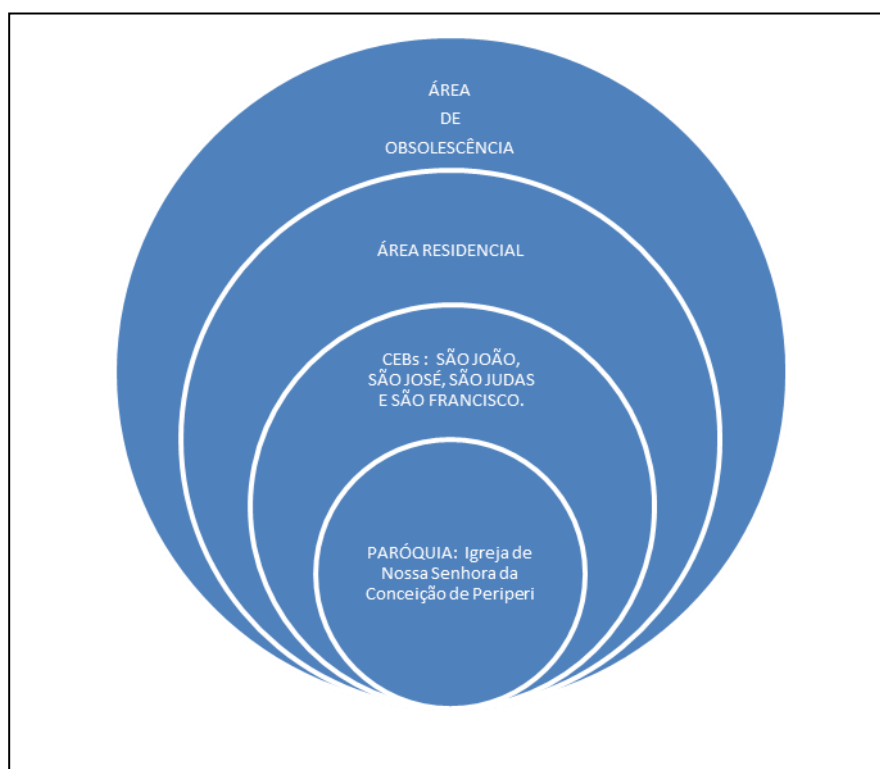 ÁREA
DE
OBSOLESCÊNCIA
ÁREA RESIDENCIAL
CEBs : SÃO JOÃO,
SÃO JOSÉ, SÃO JUDAS
E SÃO FRANCISCO.
PARÓQUIA: Igreja de
Nossa Senhora da
Conceição de Periperi